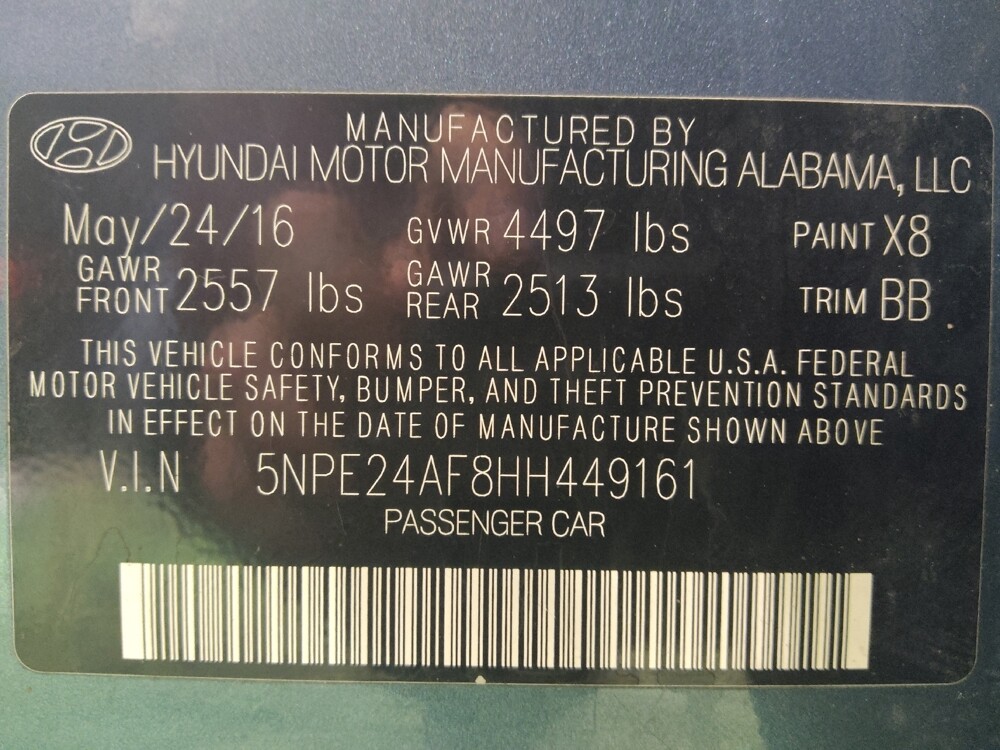 MANUFACTURED BY
HYUNDAI MOTOR MANUFACTURING ALABAMA, LLC
May/24/16 GVWR 4497 lbs PAINT X8
GAWR FRONT 2557 lbs GAWR REAR 2513 lbs TRIM BB
THIS VEHICLE CONFORMS TO ALL APPLICABLE U.S.A. FEDERAL
MOTOR VEHICLE SAFETY, BUMPER, AND THEFT PREVENTION STANDARDS
IN EFFECT ON THE DATE OF MANUFACTURE SHOWN ABOVE
V.I.N 5NPE24AF8HH449161
PASSENGER CAR